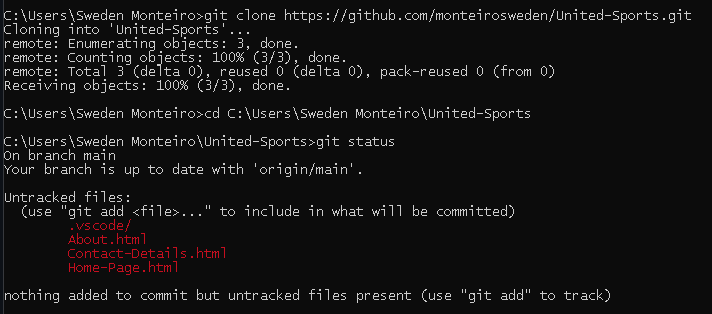 C:\Users\Sweden Monteiro>git clone https://github.com/monteirosweden/United-Sports.git
Cloning into 'United-Sports'...
remote: Enumerating objects: 3, done.
remote: Counting objects: 100% (3/3), done.
remote: Total 3 (delta 0), reused 0 (delta 0), pack-reused 0 (from 0)
Receiving objects: 100% (3/3), done.
C:\Users\Sweden Monteiro>cd C:\Users\Sweden Monteiro\United-Sports
C:\Users\Sweden Monteiro\United-Sports>git status
On branch main
Your branch is up to date with 'origin/main'.
Untracked files:
  (use "git add <file>..." to include in what will be committed)
        .vscode/
        About.html
        Contact-Details.html
        Home-Page.html
nothing added to commit but untracked files present (use "git add" to track)